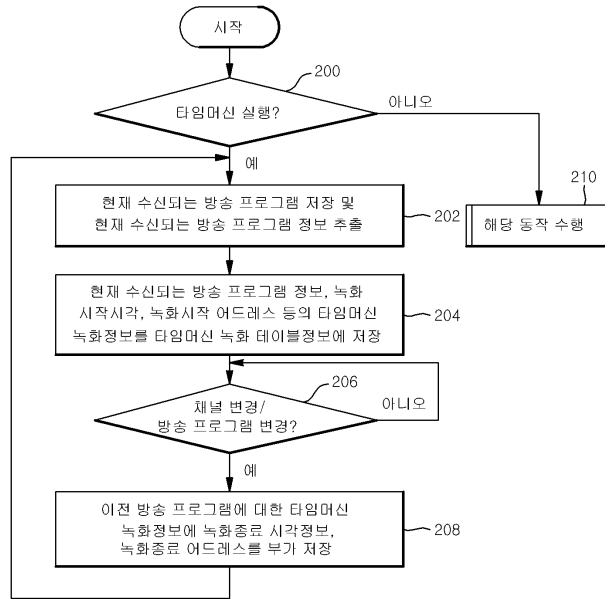 시작
200
타임머신 실행?
아니오
예
210
해당 동작 수행
현재 수신되는 방송 프로그램 저장 및
현재 수신되는 방송 프로그램 정보 추출
202
현재 수신되는 방송 프로그램 정보, 녹화
시작시각, 녹화시작 어드레스 등의 타임머신
녹화정보를 타임머신 녹화 테이블정보에 저장
204
206
채널 변경/
방송 프로그램 변경?
아니오
예
이전 방송 프로그램에 대한 타임머신
녹화정보에 녹화종료 시각정보,
녹화종료 어드레스를 부가 저장
208